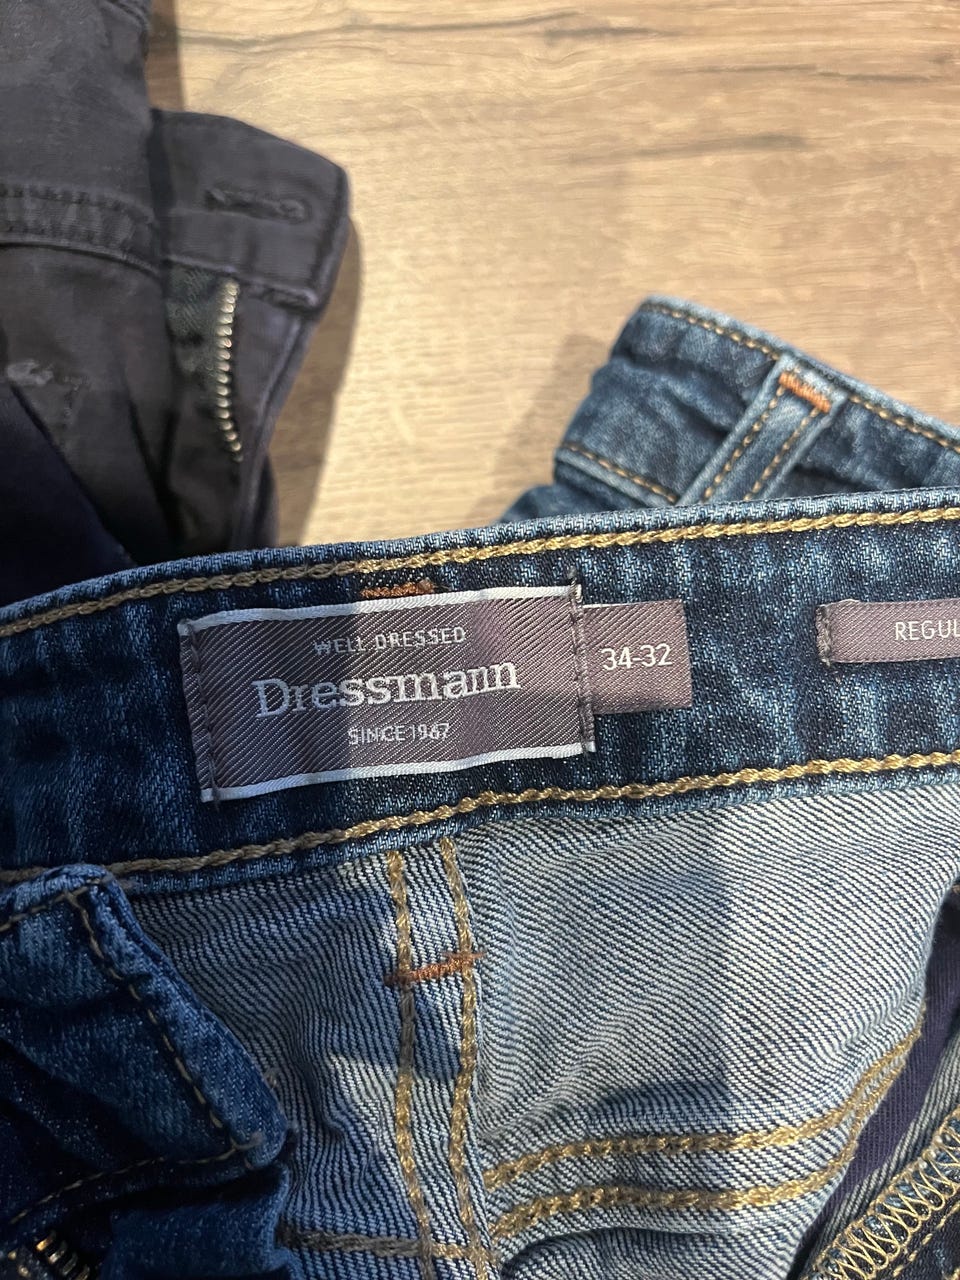 WELL DRESSED
Dressmann
SINCE 1967
34-32
REGUL